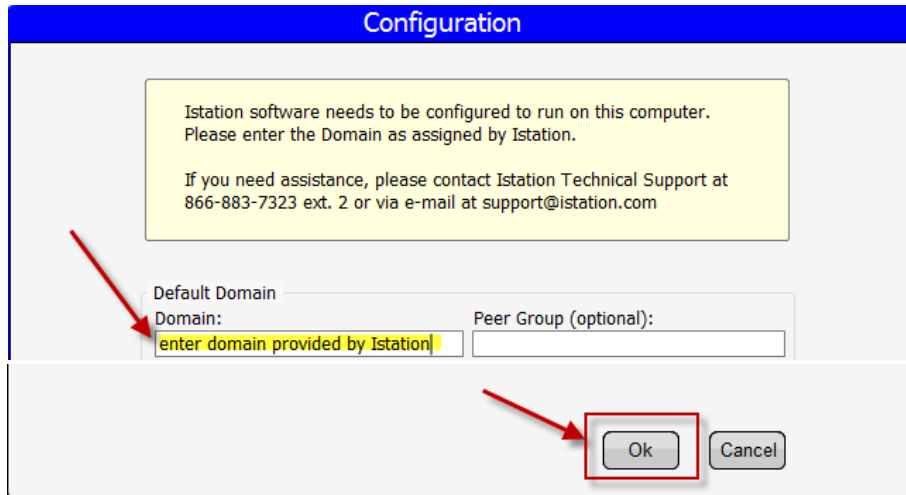 Configuration
Istation software needs to be configured to run on this computer.
Please enter the Domain as assigned by Istation.
If you need assistance, please contact Istation Technical Support at
866-883-7323 ext. 2 or via e-mail at support@istation.com
Default Domain
Domain:
Peer Group (optional):
enter domain provided by Istation
Ok
Cancel